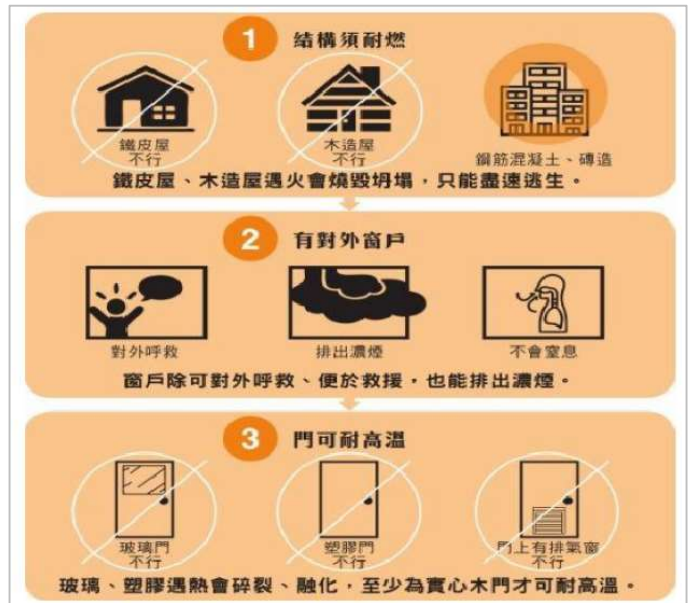 1 結構須耐燃
鐵皮屋
不行
木造屋
不行
鋼筋混凝土、磚造
鐵皮屋、木造屋遇火會燒毀坍塌，只能盡速逃生。
2 有對外窗戶
對外呼救
排出濃煙
不會窒息
窗戶除可對外呼救、便於救援，也能排出濃煙。
3 門可耐高溫
玻璃門
不行
塑膠門
不行
門上有排氣窗
不行
玻璃、塑膠遇熱會碎裂、融化，至少為實心木門才可耐高溫。